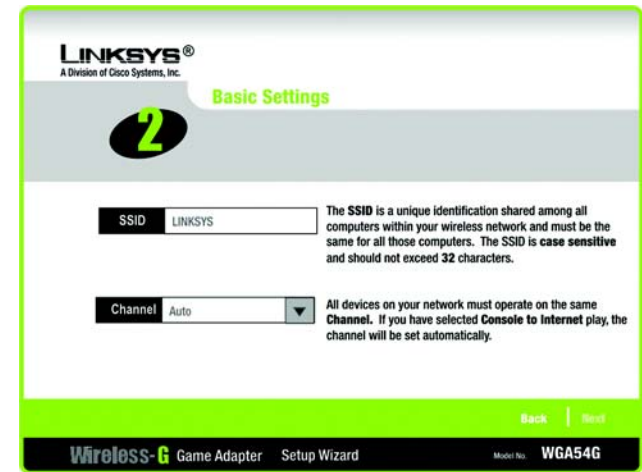 LINKSYS®
A Division of Cisco Systems, Inc.
Basic Settings
2
SSID LINKSYS
The SSID is a unique identification shared among all
computers within your wireless network and must be the
same for all those computers. The SSID is case sensitive
and should not exceed 32 characters.
Channel Auto
All devices on your network must operate on the same
Channel. If you have selected Console to Internet play, the
channel will be set automatically.
Back | Next
Wireless-G Game Adapter Setup Wizard Model No. WGA54G